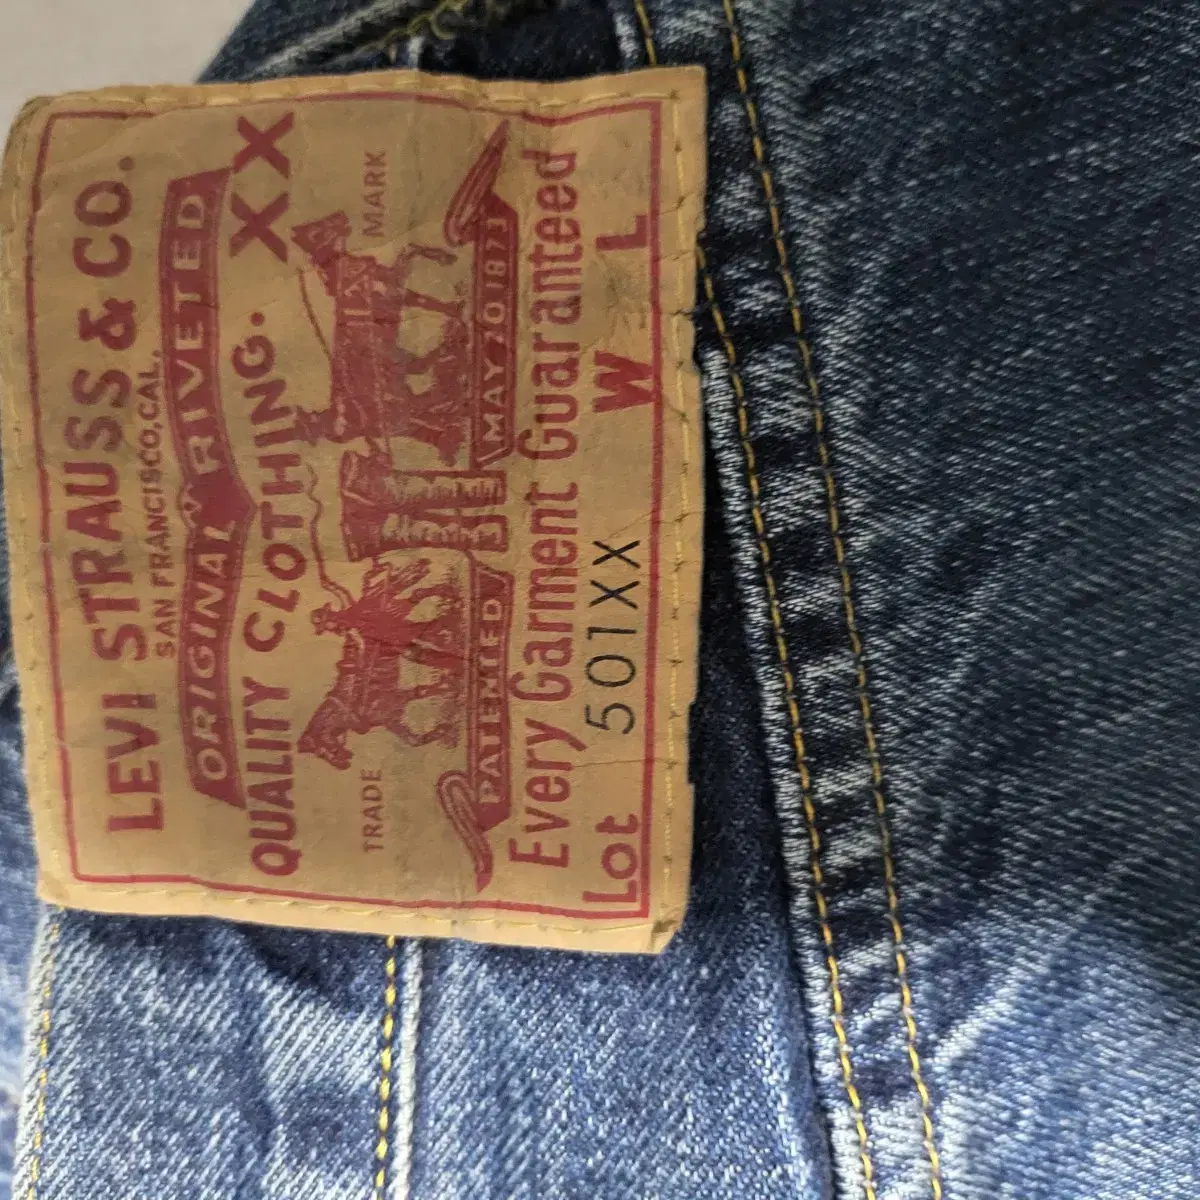 LEVI STRAUSS & CO.
SAN FRANCISCO, CAL.
ORIGINAL RIVETED
QUALITY CLOTHING. XX
TRADE MARK
PATENTED MAY 20 1873
Every Garment Guaranteed
Lot 501XX W L